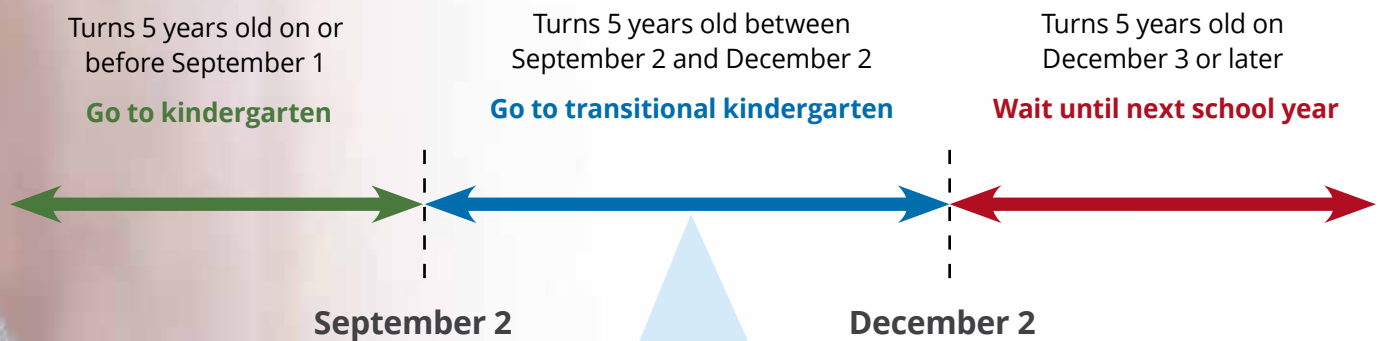 Turns 5 years old on or
before September 1
Go to kindergarten
Turns 5 years old between
September 2 and December 2
Go to transitional kindergarten
Turns 5 years old on
December 3 or later
Wait until next school year
September 2
December 2